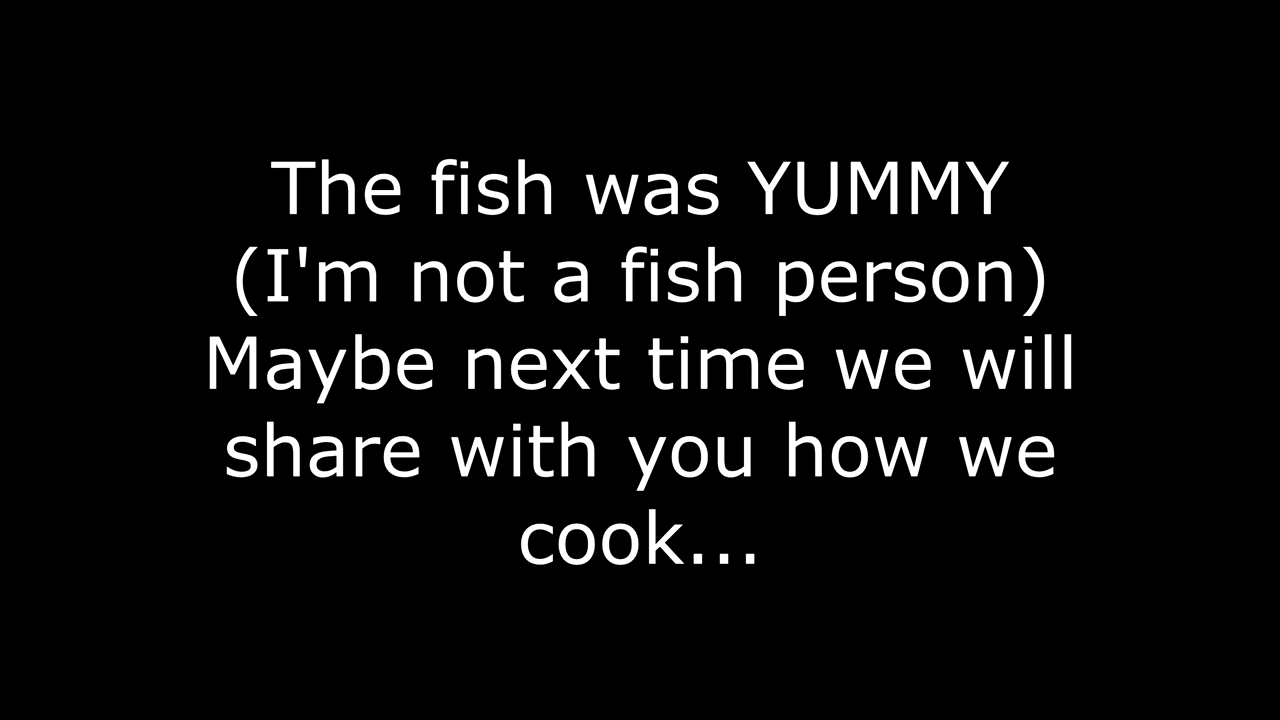 The fish was YUMMY
(I'm not a fish person)
Maybe next time we will
share with you how we
cook...